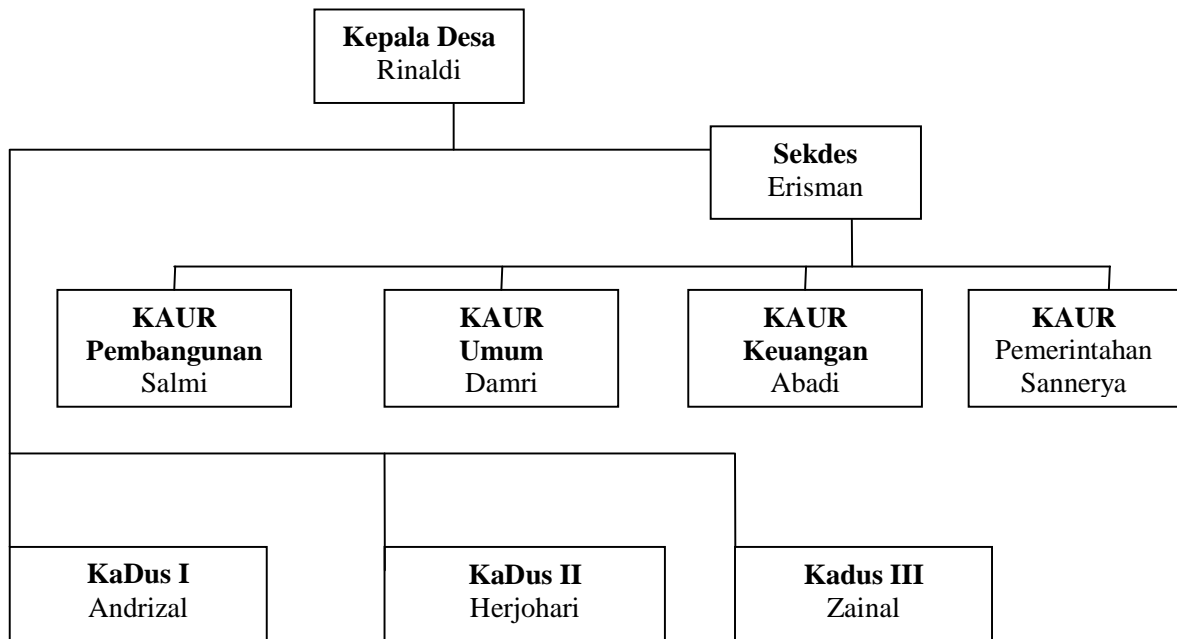 Kepala Desa
Rinaldi
Sekdes
Erisman
KAUR
Pembangunan
Salmi
KAUR
Umum
Damri
KAUR
Keuangan
Abadi
KAUR
Pemerintahan
Sannerya
KaDus I
Andrizal
KaDus II
Herjohari
Kadus III
Zainal